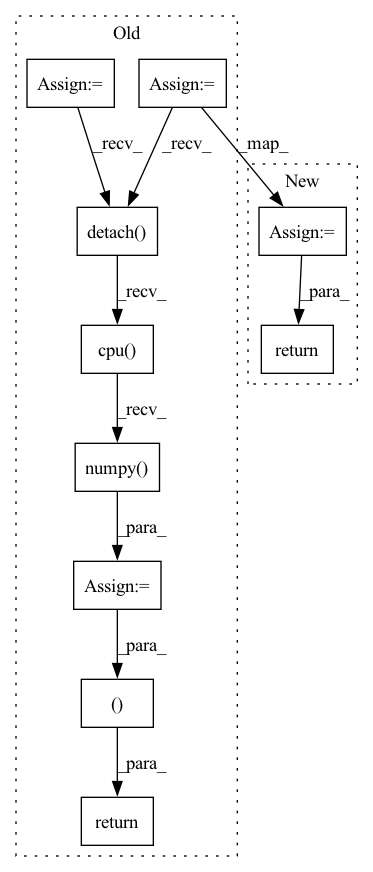 Old
Assign:=
Assign:=
_recv_
_recv_
_map_
New
detach()
Assign:=
_recv_
_para_
cpu()
return
_recv_
numpy()
_para_
Assign:=
_para_
()
_para_
return